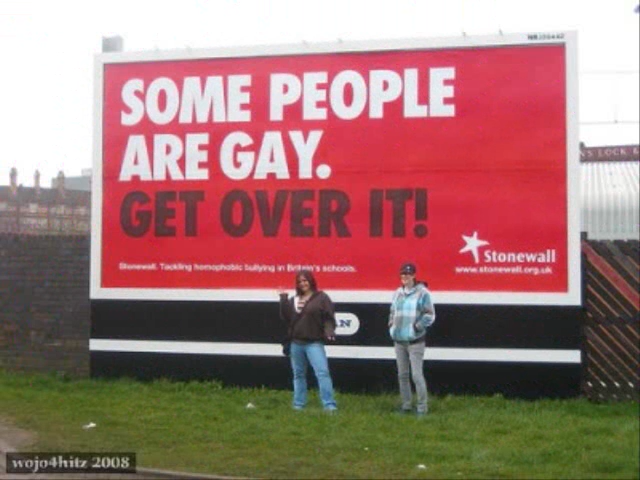 SOME PEOPLE
ARE GAY.
GET OVER IT!
Stonewall. Tackling homophobic bullying in Britain's schools.
Stonewall
www.stonewall.org.uk
AN
wojo4hitz 2008